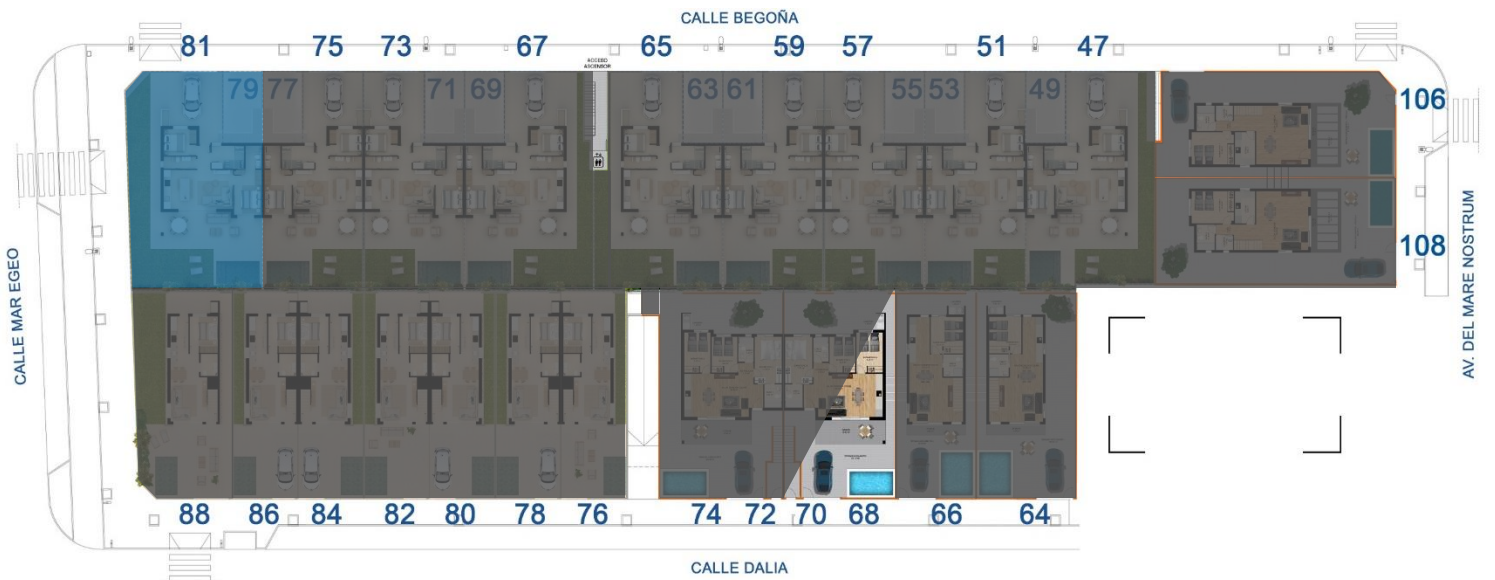 CALLE BEGOÑA
81 75 73 67 65 59 57 51 47
ACCESO
ASCENSOR
79 77 71 69 63 61 55 53 49
106
108
CALLE MAR EGEO
AV. DEL MARE NOSTRUM
88 86 84 82 80 78 76 74 72 70 68 66 64
CALLE DALIA